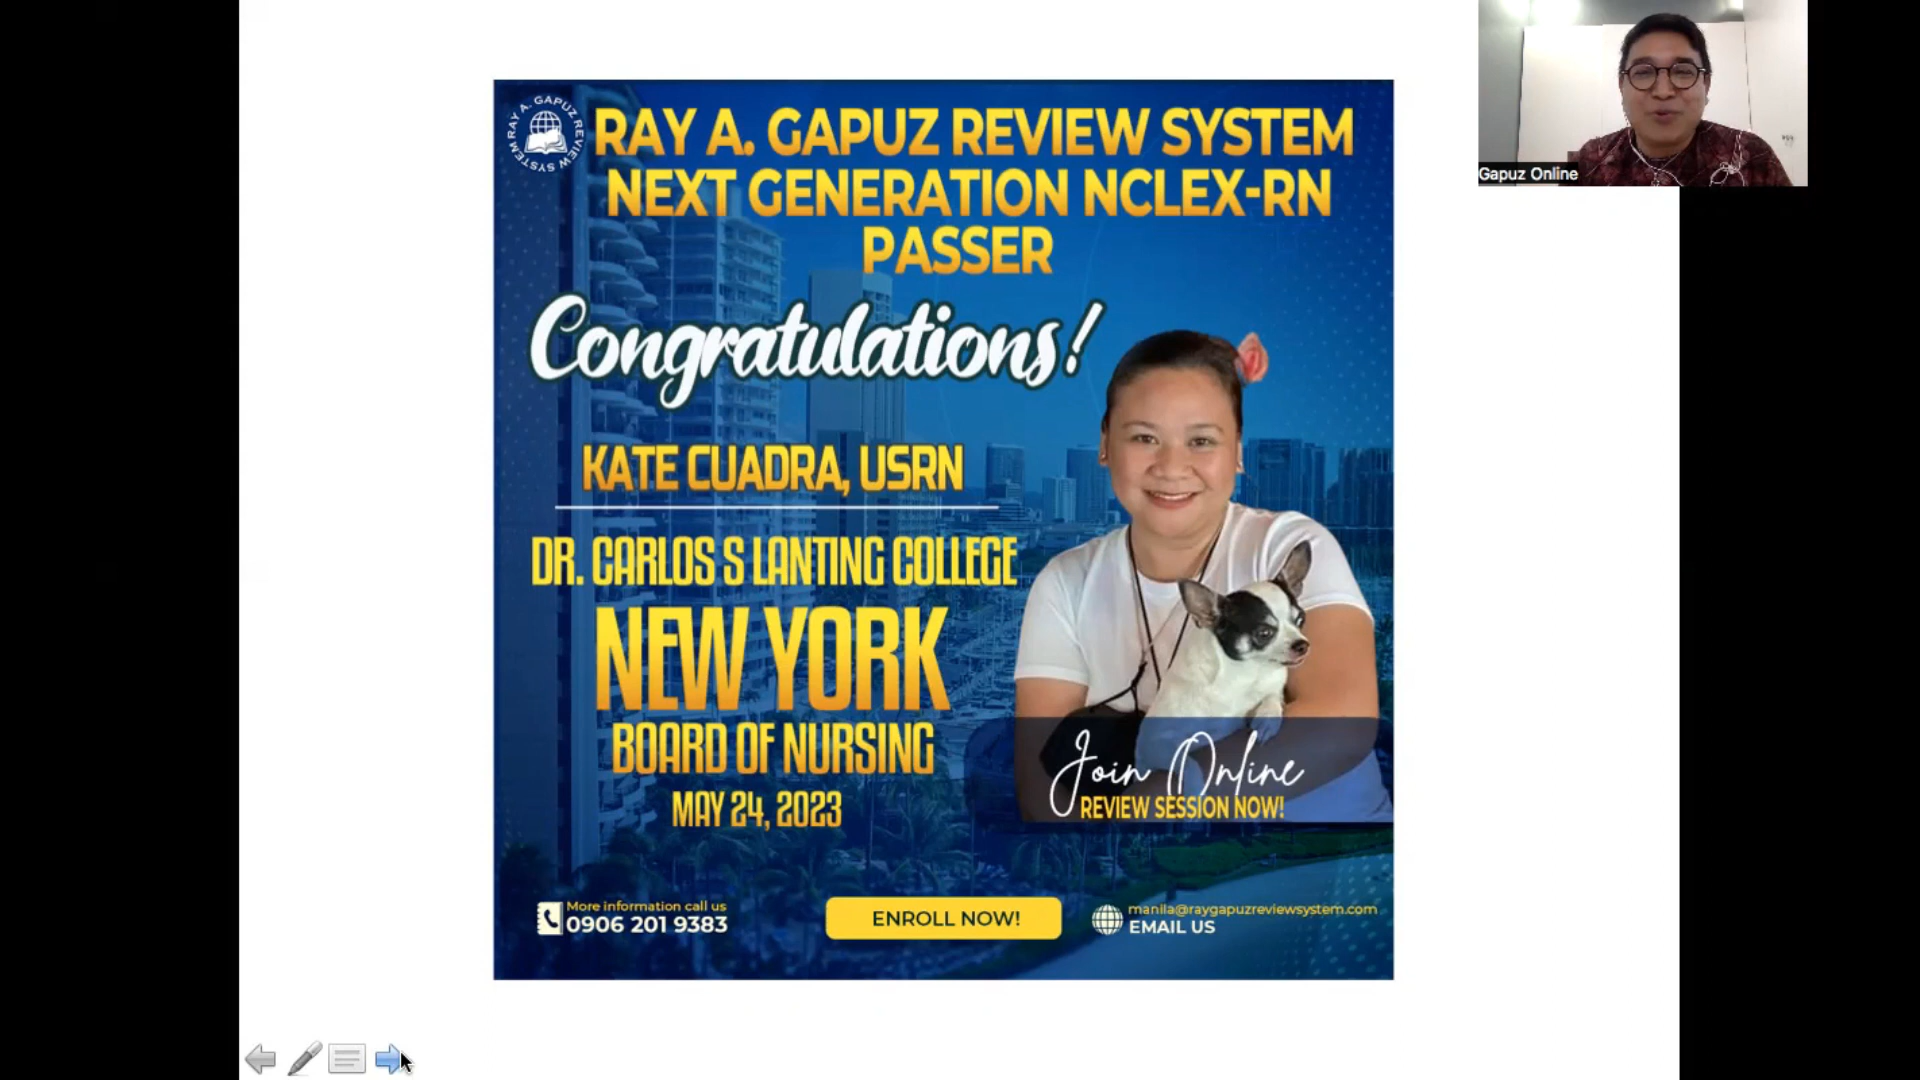 RAY A. GAPUZ REVIEW SYSTEM
RAY A. GAPUZ REVIEW SYSTEM
NEXT GENERATION NCLEX-RN
PASSER
Congratulations!
KATE CUADRA, USRN
DR. CARLOS S LANTING COLLEGE
NEW YORK
BOARD OF NURSING
MAY 24, 2023
Join Online
REVIEW SESSION NOW!
More information call us
0906 201 9383
ENROLL NOW!
manila@raygapuzreviewsystem.com
EMAIL US
Gapuz Online